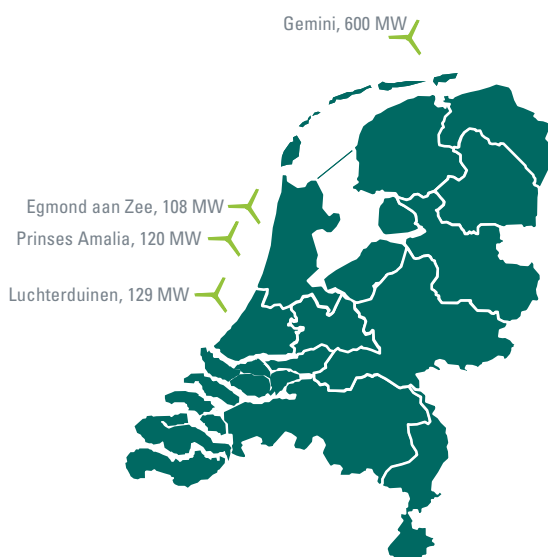 Gemini, 600 MW
Egmond aan Zee, 108 MW
Prinses Amalia, 120 MW
Luchterduinen, 129 MW